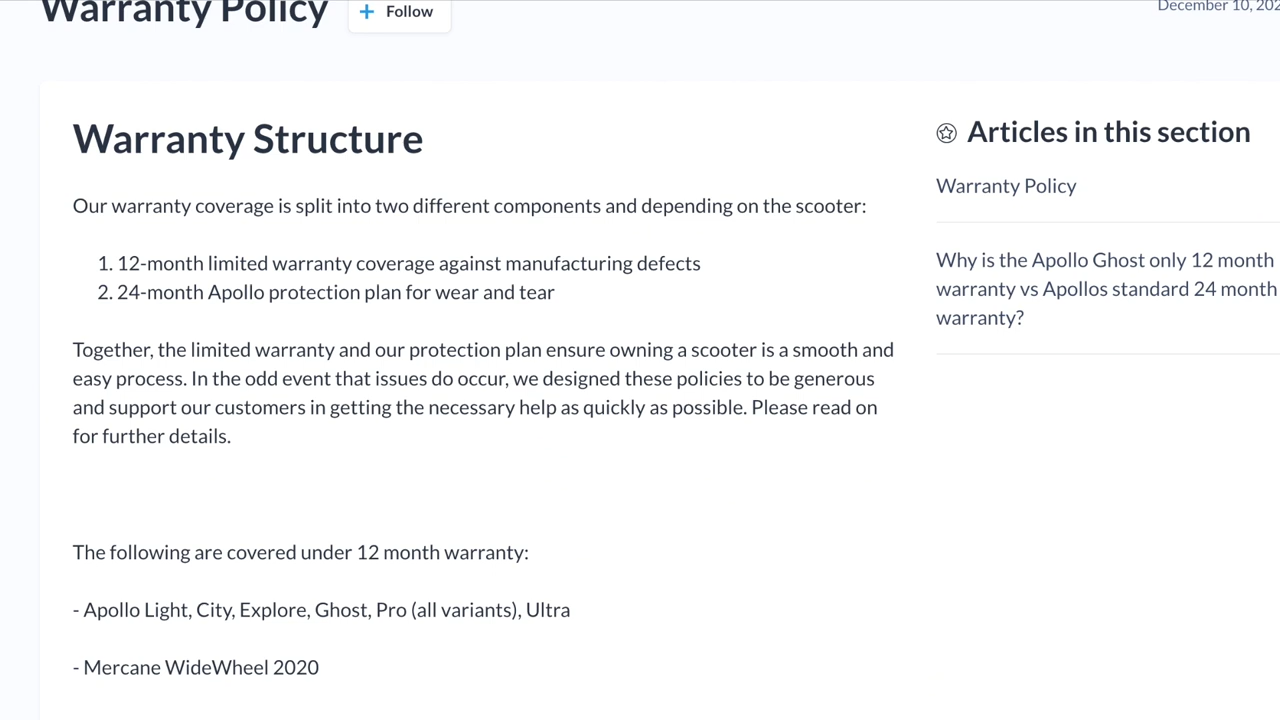 Warranty Policy
+ Follow
December 10, 202
Warranty Structure
Our warranty coverage is split into two different components and depending on the scooter:
1. 12-month limited warranty coverage against manufacturing defects
2. 24-month Apollo protection plan for wear and tear
Together, the limited warranty and our protection plan ensure owning a scooter is a smooth and
easy process. In the odd event that issues do occur, we designed these policies to be generous
and support our customers in getting the necessary help as quickly as possible. Please read on
for further details.
The following are covered under 12 month warranty:
- Apollo Light, City, Explore, Ghost, Pro (all variants), Ultra
- Mercane WideWheel 2020
Articles in this section
Warranty Policy
Why is the Apollo Ghost only 12 month
warranty vs Apollos standard 24 month
warranty?